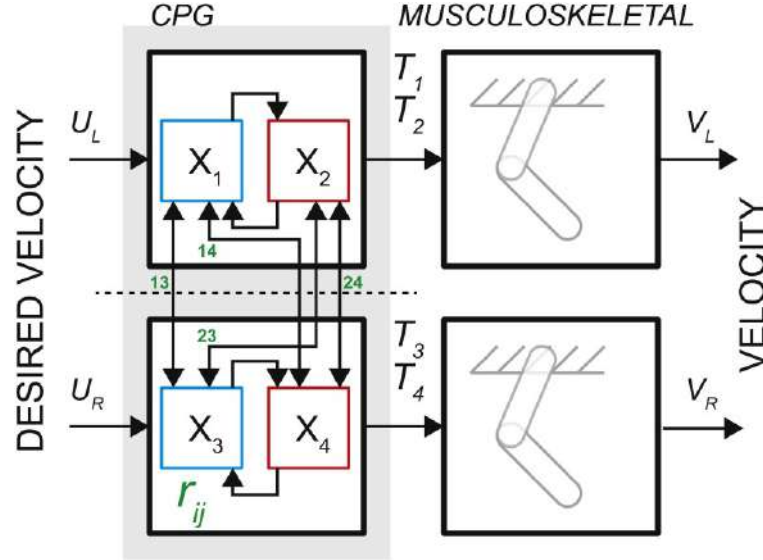 CPG
MUSCULOSKELETAL
DESIRED VELOCITY
U_L
X_1
X_2
T_1
T_2
V_L
14
13
24
23
VELOCITY
U_R
X_3
X_4
T_3
T_4
V_R
r_ij